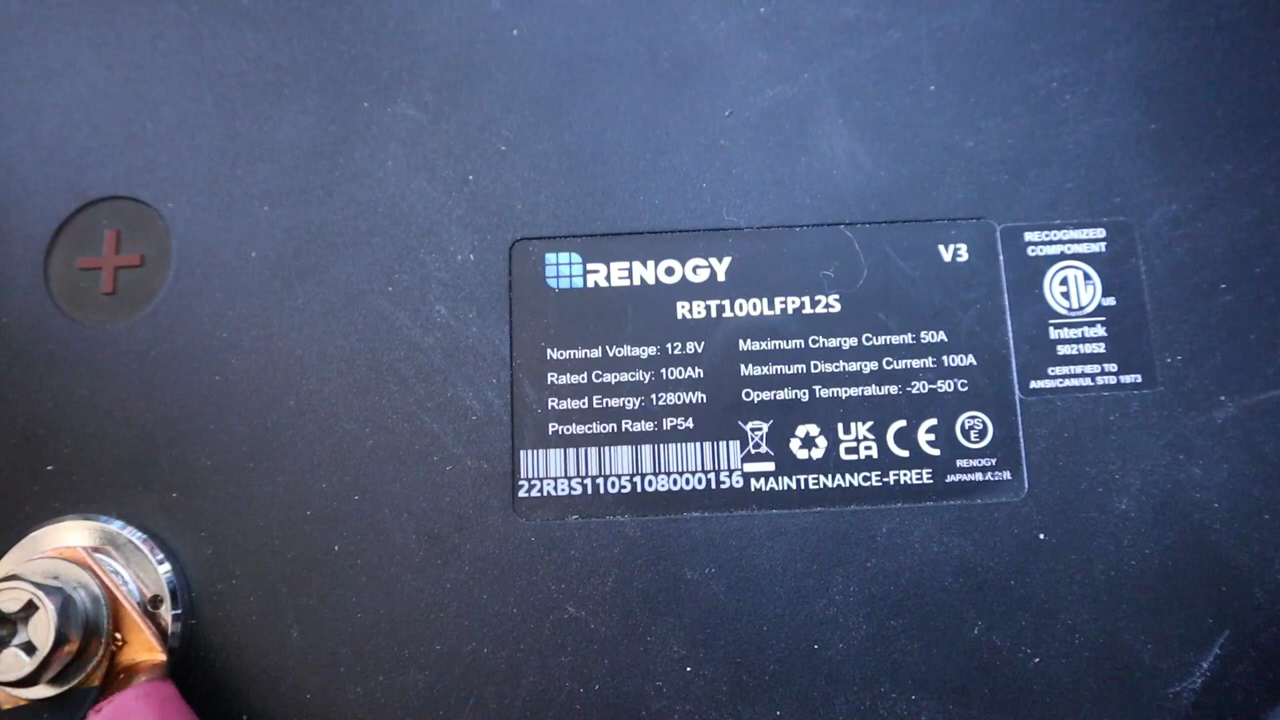 RENOGY
V3
RBT100LFP12S
Nominal Voltage: 12.8V
Rated Capacity: 100Ah
Rated Energy: 1280Wh
Protection Rate: IP54
Maximum Charge Current: 50A
Maximum Discharge Current: 100A
Operating Temperature: -20~50℃
22RBS1105108000156
UK
CA
CE
PS
E
RENOGY
JAPAN株式会社
MAINTENANCE-FREE
RECOGNIZED
COMPONENT
ETL
US
Intertek
5021052
CERTIFIED TO
ANSI/CAN/UL STD 1973